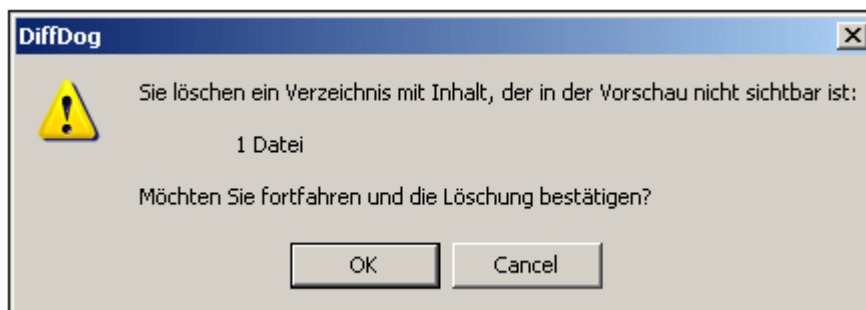 DiffDog
Sie löschen ein Verzeichnis mit Inhalt, der in der Vorschau nicht sichtbar ist:
1 Datei
Möchten Sie fortfahren und die Löschung bestätigen?
OK Cancel